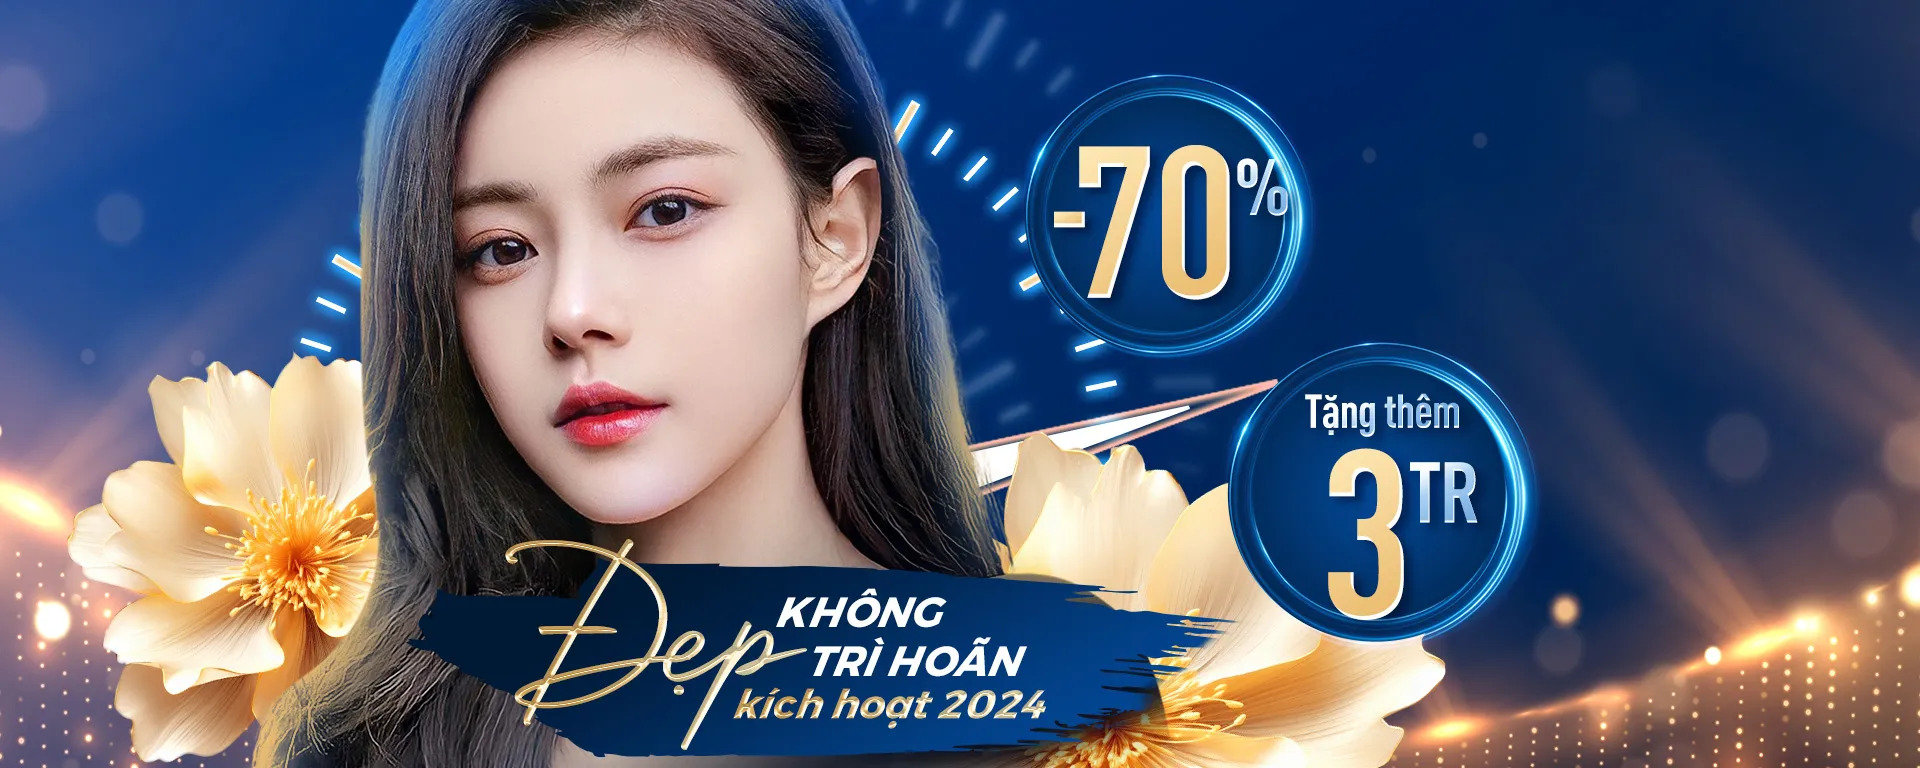 -70%
Tặng thêm
3TR
Đẹp KHÔNG
TRÌ HOÃN
kích hoạt 2024